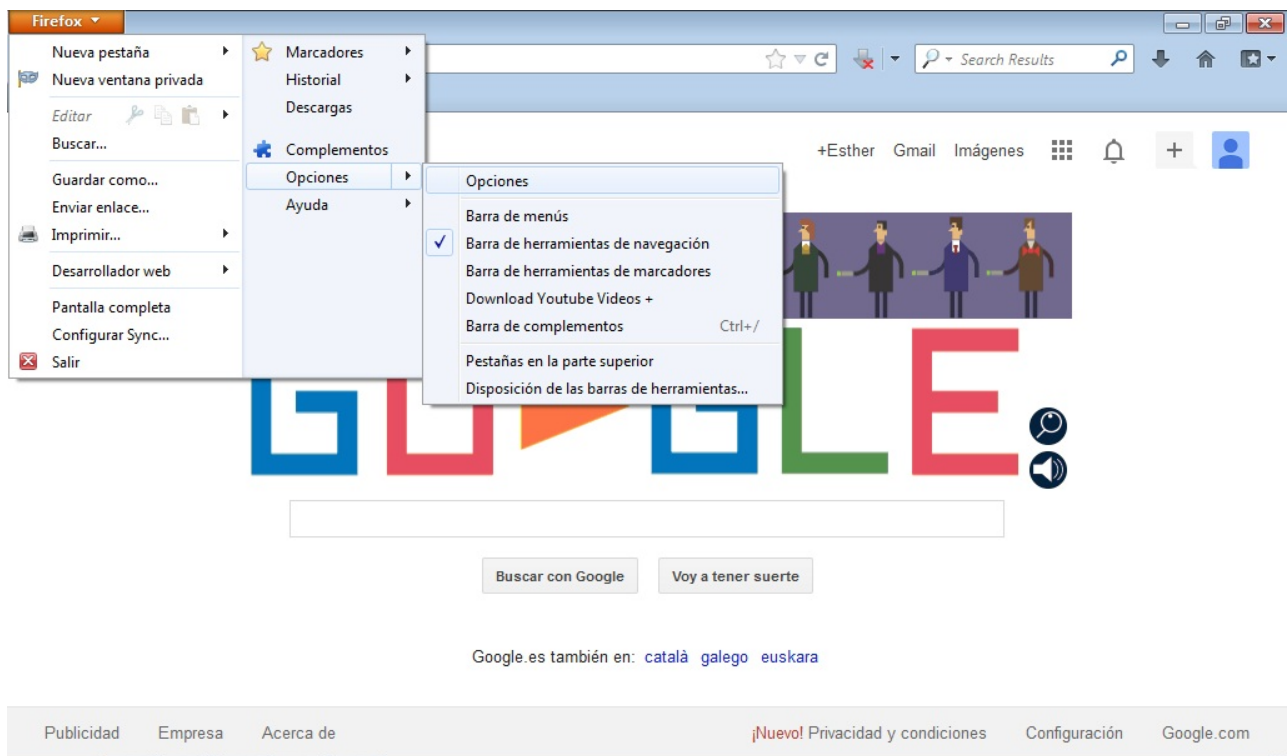 Firefox
Nueva pestaña
Nueva ventana privada
Editar
Buscar...
Guardar como...
Enviar enlace...
Imprimir...
Desarrollador web
Pantalla completa
Configurar Sync...
Salir
Marcadores
Historial
Descargas
Complementos
Opciones
Ayuda
Opciones
Barra de menús
Barra de herramientas de navegación
Barra de herramientas de marcadores
Download Youtube Videos +
Barra de complementos Ctrl+/
Pestañas en la parte superior
Disposición de las barras de herramientas...
Search Results
+Esther Gmail Imágenes
GOOGLE
Buscar con Google Voy a tener suerte
Google.es también en: català galego euskara
Publicidad Empresa Acerca de ¡Nuevo! Privacidad y condiciones Configuración Google.com